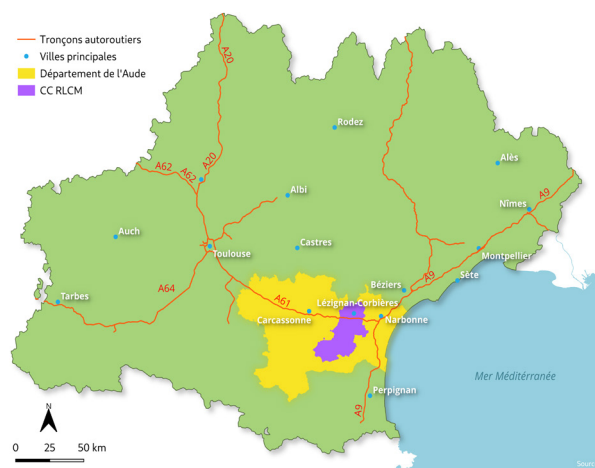 Tronçons autoroutiers
Villes principales
Département de l'Aude
CC RLCM
A20
Rodez
Alès
A62
A20
A62
Nîmes
A9
Albi
Auch
Toulouse
Castres
Montpellier
Sète
Béziers
A9
A64
Tarbes
A61
Lézignan-Corbières
Carcassonne
Narbonne
Mer Méditérranée
Perpignan
A9
N
0 25 50 km
Sourc